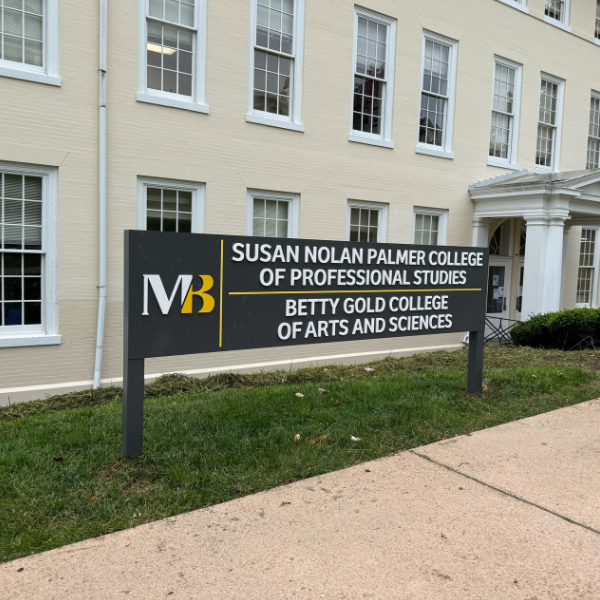 MB
SUSAN NOLAN PALMER COLLEGE
OF PROFESSIONAL STUDIES
BETTY GOLD COLLEGE
OF ARTS AND SCIENCES